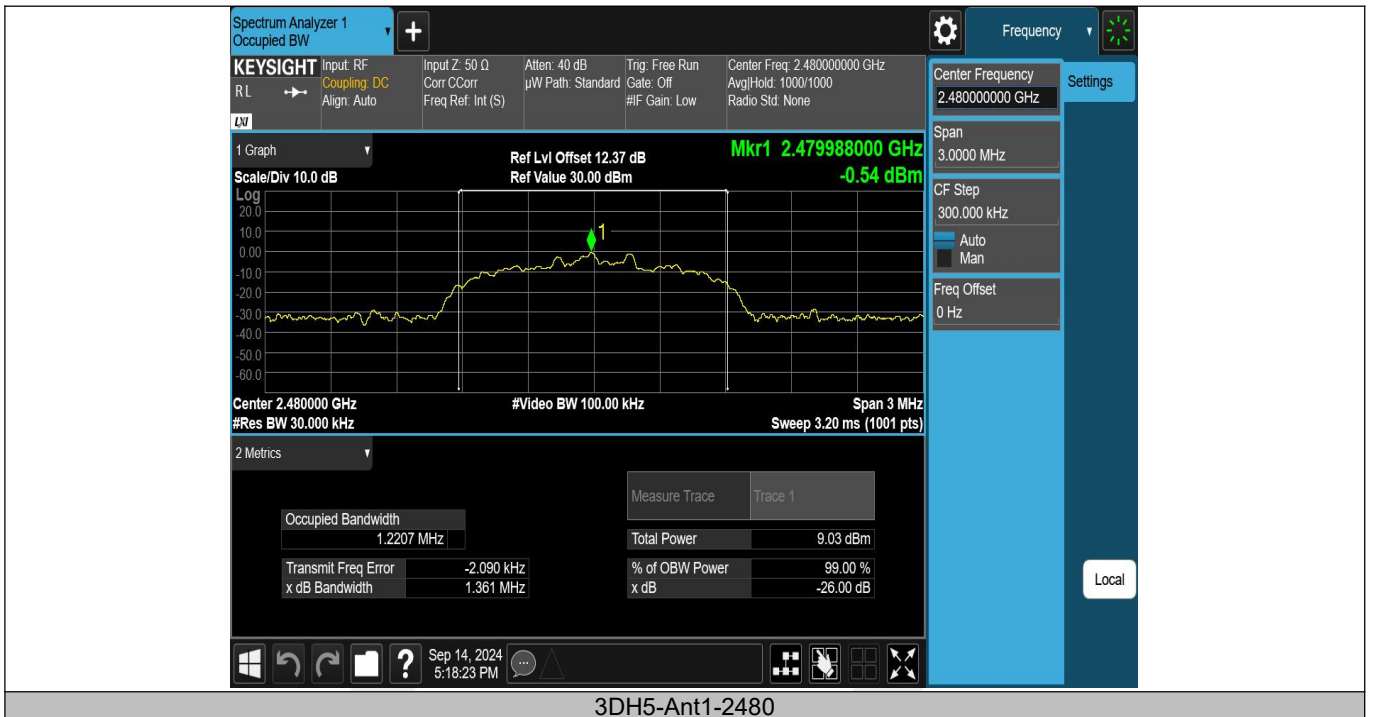 Spectrum Analyzer 1
Occupied BW
Frequency
KEYSIGHT
RL
LXI
Input: RF
Coupling: DC
Align: Auto
Input Z: 50 Ω
Corr CCorr
Freq Ref: Int (S)
Atten: 40 dB
µW Path: Standard
Trig: Free Run
Gate: Off
#IF Gain: Low
Center Freq: 2.480000000 GHz
Avg|Hold: 1000/1000
Radio Std: None
Center Frequency
2.480000000 GHz
Settings
Span
3.0000 MHz
CF Step
300.000 kHz
Auto
Man
Freq Offset
0 Hz
Local
1 Graph
Scale/Div 10.0 dB
Ref Lvl Offset 12.37 dB
Ref Value 30.00 dBm
Mkr1 2.479988000 GHz
-0.54 dBm
Log
20.0
10.0
0.00
-10.0
-20.0
-30.0
-40.0
-50.0
-60.0
1
Center 2.480000 GHz
#Res BW 30.000 kHz
#Video BW 100.00 kHz
Span 3 MHz
Sweep 3.20 ms (1001 pts)
2 Metrics
Measure Trace Trace 1
Occupied Bandwidth
1.2207 MHz
Total Power 9.03 dBm
Transmit Freq Error -2.090 kHz
% of OBW Power 99.00 %
x dB Bandwidth 1.361 MHz
x dB -26.00 dB
?
Sep 14, 2024
5:18:23 PM
3DH5-Ant1-2480